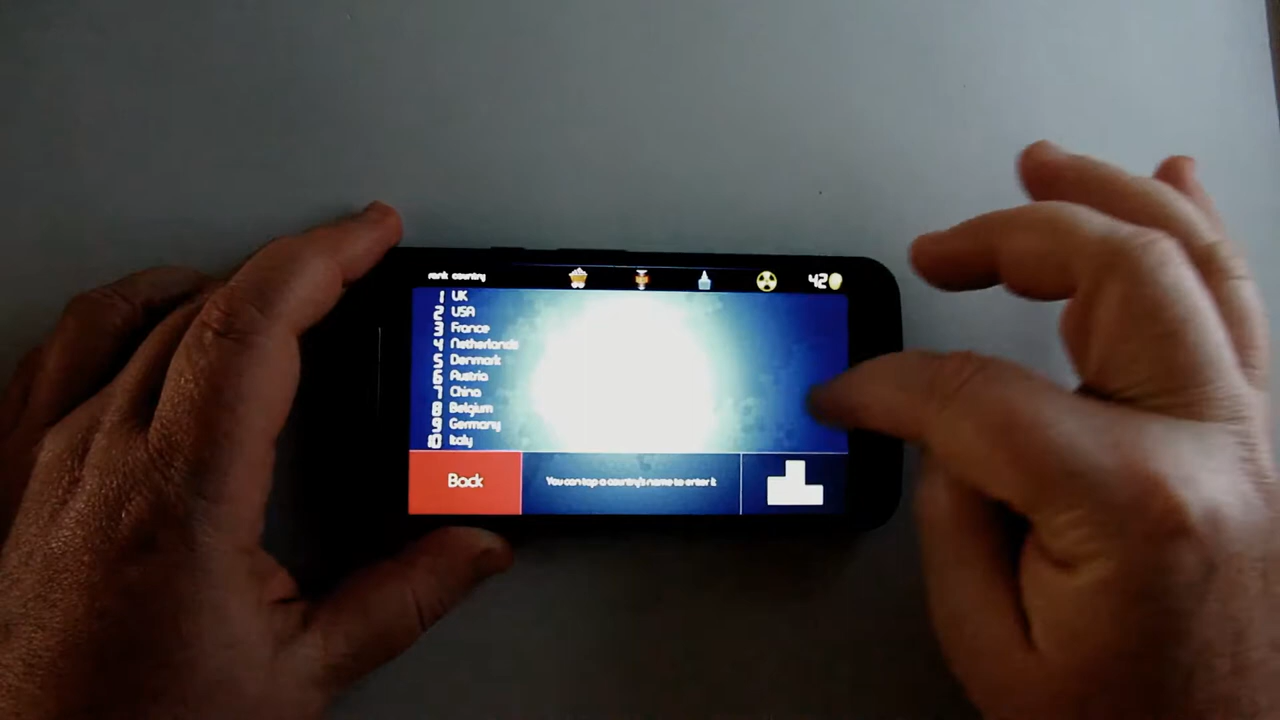 rank country 42
1 UK
2 USA
3 France
4 Netherlands
5 Denmark
6 Austria
7 China
8 Belgium
9 Germany
10 Italy
Back
You can tap a country's name to enter it